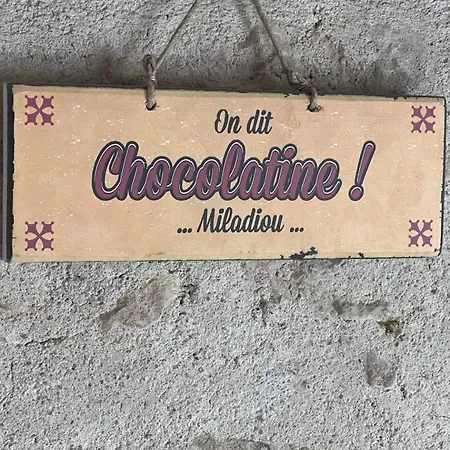 On dit
Chocolatine !
... Miladiou ...